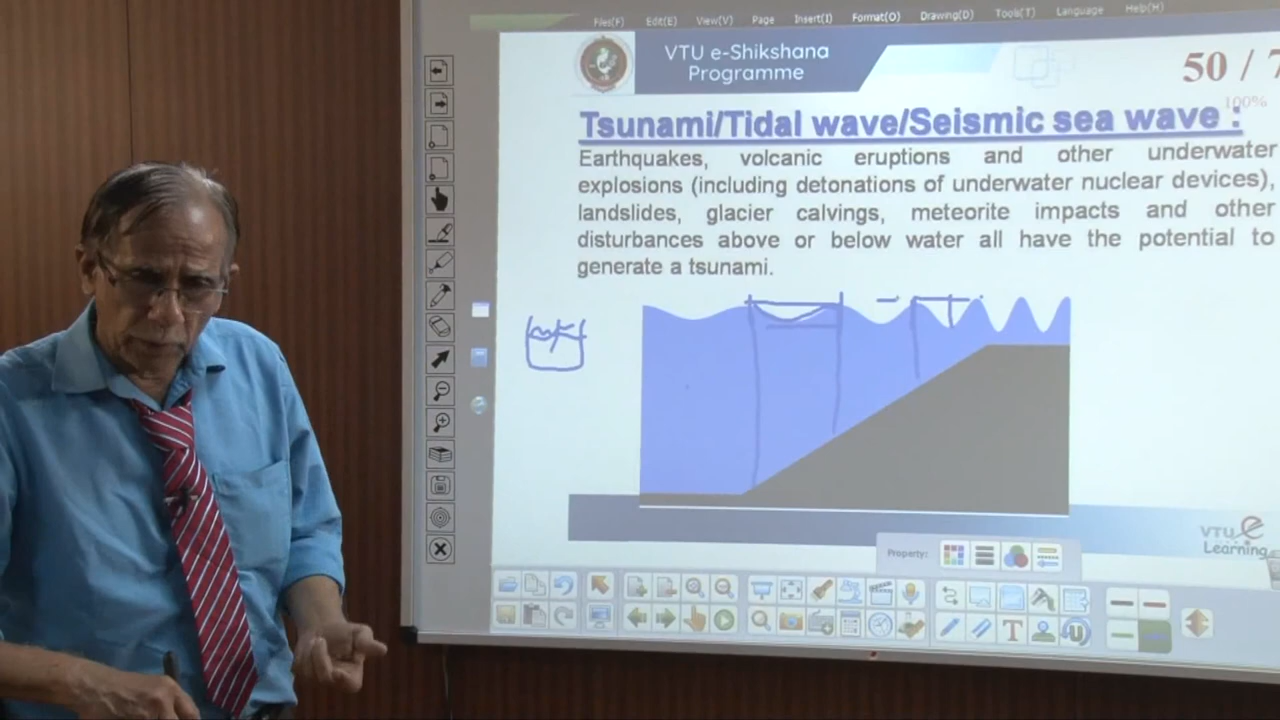 Files(F) Edit(E) View(V) Page Insert(I) Format(O) Drawing(D) Tools(T) Language Help(H)
VTU e-Shikshana
Programme
50 / 7
100%
Tsunami/Tidal wave/Seismic sea wave :
Earthquakes, volcanic eruptions and other underwater
explosions (including detonations of underwater nuclear devices),
landslides, glacier calvings, meteorite impacts and other
disturbances above or below water all have the potential to
generate a tsunami.
VTU e
Learning
Property: